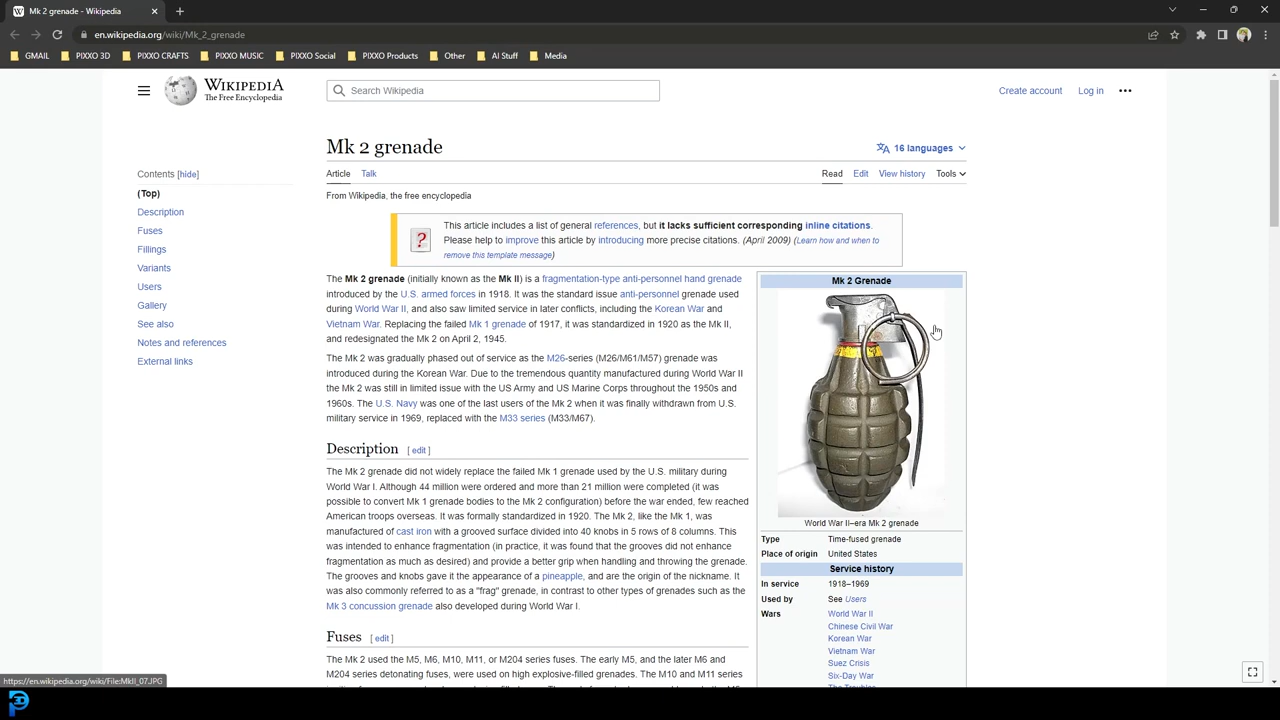 Mk 2 grenade - Wikipedia
en.wikipedia.org/wiki/Mk_2_grenade
GMAIL PIXXO 3D PIXXO CRAFTS PIXXO MUSIC PIXXO Social PIXXO Products Other AI Stuff Media
WIKIPEDIA
The Free Encyclopedia
Search Wikipedia
Create account Log in
Mk 2 grenade
16 languages
Article Talk
Read Edit View history Tools
From Wikipedia, the free encyclopedia
Contents [hide]
(Top)
Description
Fuses
Fillings
Variants
Users
Gallery
See also
Notes and references
External links
This article includes a list of general references, but it lacks sufficient corresponding inline citations.
Please help to improve this article by introducing more precise citations. (April 2009) (Learn how and when to
remove this template message)
The Mk 2 grenade (initially known as the Mk II) is a fragmentation-type anti-personnel hand grenade
introduced by the U.S. armed forces in 1918. It was the standard issue anti-personnel grenade used
during World War II, and also saw limited service in later conflicts, including the Korean War and
Vietnam War. Replacing the failed Mk 1 grenade of 1917, it was standardized in 1920 as the Mk II,
and redesignated the Mk 2 on April 2, 1945.
The Mk 2 was gradually phased out of service as the M26-series (M26/M61/M57) grenade was
introduced during the Korean War. Due to the tremendous quantity manufactured during World War II
the Mk 2 was still in limited issue with the US Army and US Marine Corps throughout the 1950s and
1960s. The U.S. Navy was one of the last users of the Mk 2 when it was finally withdrawn from U.S.
military service in 1969, replaced with the M33 series (M33/M67).
Description [ edit ]
The Mk 2 grenade did not widely replace the failed Mk 1 grenade used by the U.S. military during
World War I. Although 44 million were ordered and more than 21 million were completed (it was
possible to convert Mk 1 grenade bodies to the Mk 2 configuration) before the war ended, few reached
American troops overseas. It was formally standardized in 1920. The Mk 2, like the Mk 1, was
manufactured of cast iron with a grooved surface divided into 40 knobs in 5 rows of 8 columns. This
was intended to enhance fragmentation (in practice, it was found that the grooves did not enhance
fragmentation as much as desired) and provide a better grip when handling and throwing the grenade.
The grooves and knobs gave it the appearance of a pineapple, and are the origin of the nickname. It
was also commonly referred to as a "frag" grenade, in contrast to other types of grenades such as the
Mk 3 concussion grenade also developed during World War I.
Fuses [ edit ]
The Mk 2 used the M5, M6, M10, M11, or M204 series fuses. The early M5, and the later M6 and
M204 series detonating fuses, were used on high explosive-filled grenades. The M10 and M11 series
Mk 2 Grenade
World War II–era Mk 2 grenade
Type Time-fused grenade
Place of origin United States
Service history
In service 1918–1969
Used by See Users
Wars World War II
Chinese Civil War
Korean War
Vietnam War
Suez Crisis
Six-Day War
The Troubles
https://en.wikipedia.org/wiki/File:MkII_07.JPG